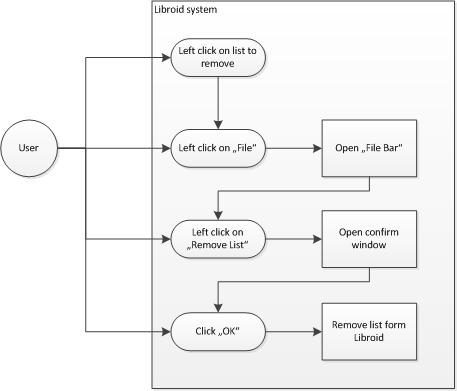 Libroid system
Left click on list to
remove
User
Left click on „File“
Open „File Bar“
Left click on
„Remove List“
Open confirm
window
Click „OK“
Remove list form
Libroid